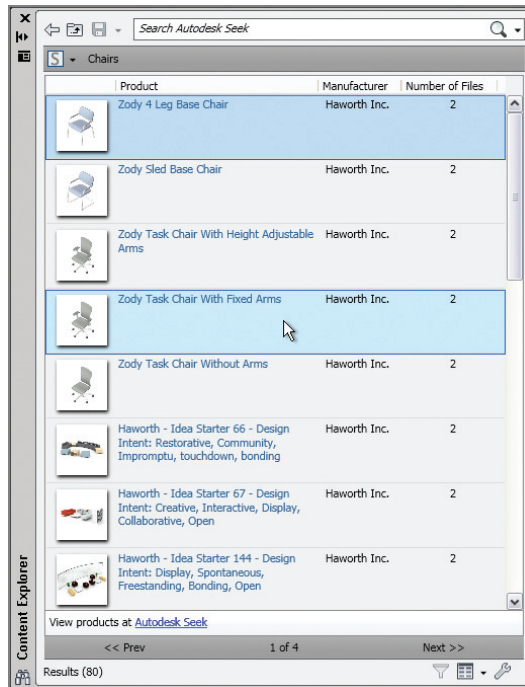 Search Autodesk Seek
S Chairs
Product Manufacturer Number of Files
Zody 4 Leg Base Chair Haworth Inc. 2
Zody Sled Base Chair Haworth Inc. 2
Zody Task Chair With Height Adjustable Haworth Inc. 2
Arms
Zody Task Chair With Fixed Arms Haworth Inc. 2
Zody Task Chair Without Arms Haworth Inc. 2
Haworth - Idea Starter 66 - Design Haworth Inc. 2
Intent: Restorative, Community,
Impromptu, touchdown, bonding
Haworth - Idea Starter 67 - Design Haworth Inc. 2
Intent: Creative, Interactive, Display,
Collaborative, Open
Haworth - Idea Starter 144 - Design Haworth Inc. 2
Intent: Display, Spontaneous,
Freestanding, Bonding, Open
View products at Autodesk Seek
<< Prev 1 of 4 Next >>
Results (80)
Content Explorer